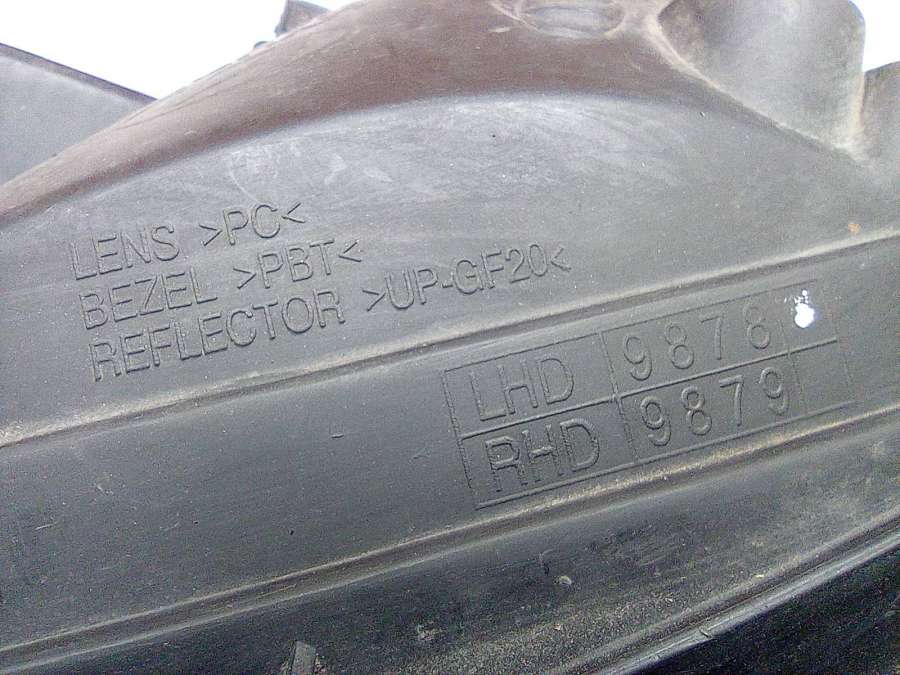 LENS >PC<
BEZEL >PBT<
REFLECTOR >UP-GF20<
LHD 9878
RHD 9879